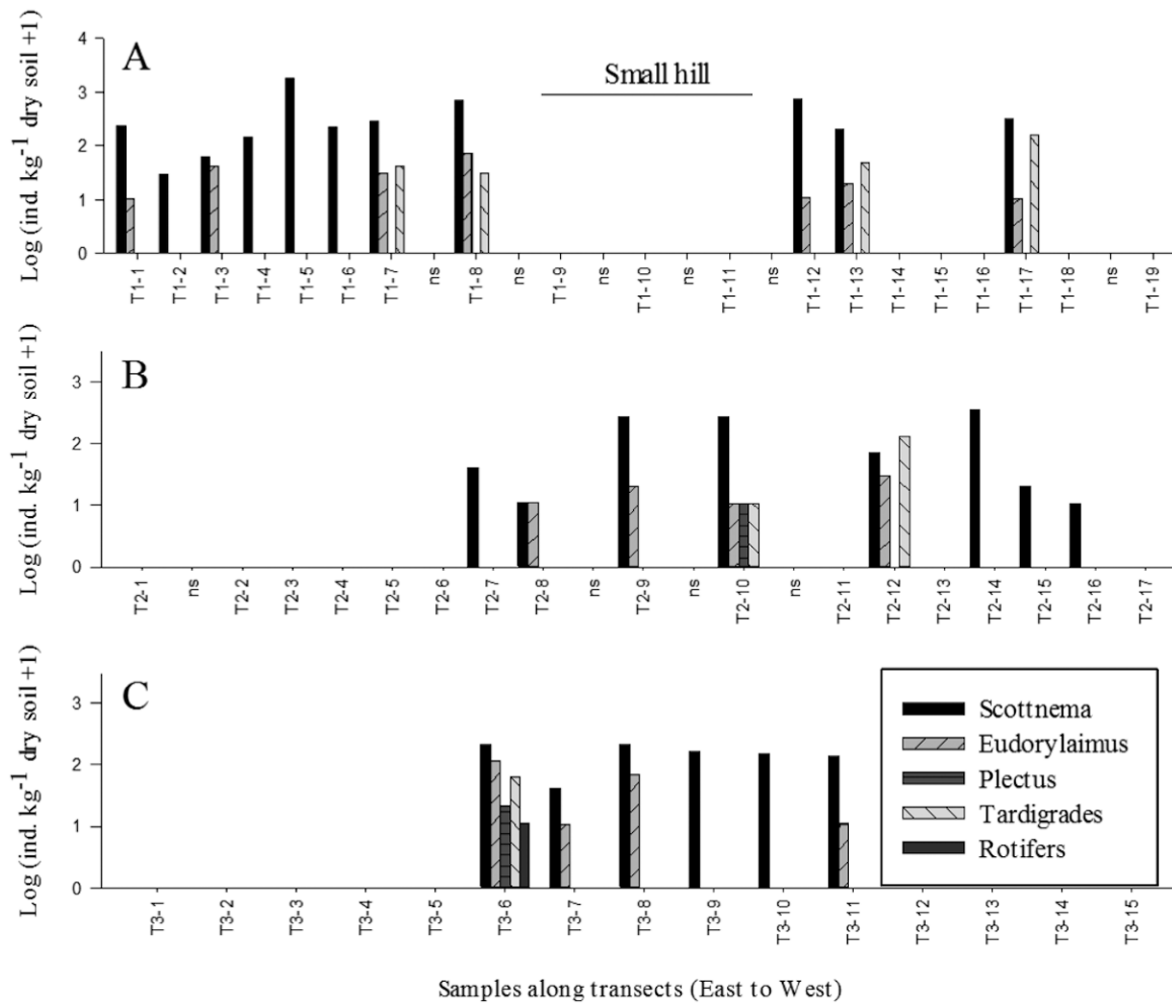 A
Small hill
Log (ind. kg-1 dry soil +1)
4
3
2
1
0
T1-1 T1-2 T1-3 T1-4 T1-5 T1-6 T1-7 ns T1-8 ns T1-9 ns T1-10 ns T1-11 ns T1-12 T1-13 T1-14 T1-15 T1-16 T1-17 T1-18 ns T1-19
B
Log (ind. kg-1 dry soil +1)
3
2
1
0
T2-1 ns T2-2 T2-3 T2-4 T2-5 T2-6 T2-7 T2-8 ns T2-9 ns T2-10 ns T2-11 T2-12 T2-13 T2-14 T2-15 T2-16 T2-17
C
Log (ind. kg-1 dry soil +1)
3
2
1
0
Scottnema
Eudorylaimus
Plectus
Tardigrades
Rotifers
T3-1 T3-2 T3-3 T3-4 T3-5 T3-6 T3-7 T3-8 T3-9 T3-10 T3-11 T3-12 T3-13 T3-14 T3-15
Samples along transects (East to West)